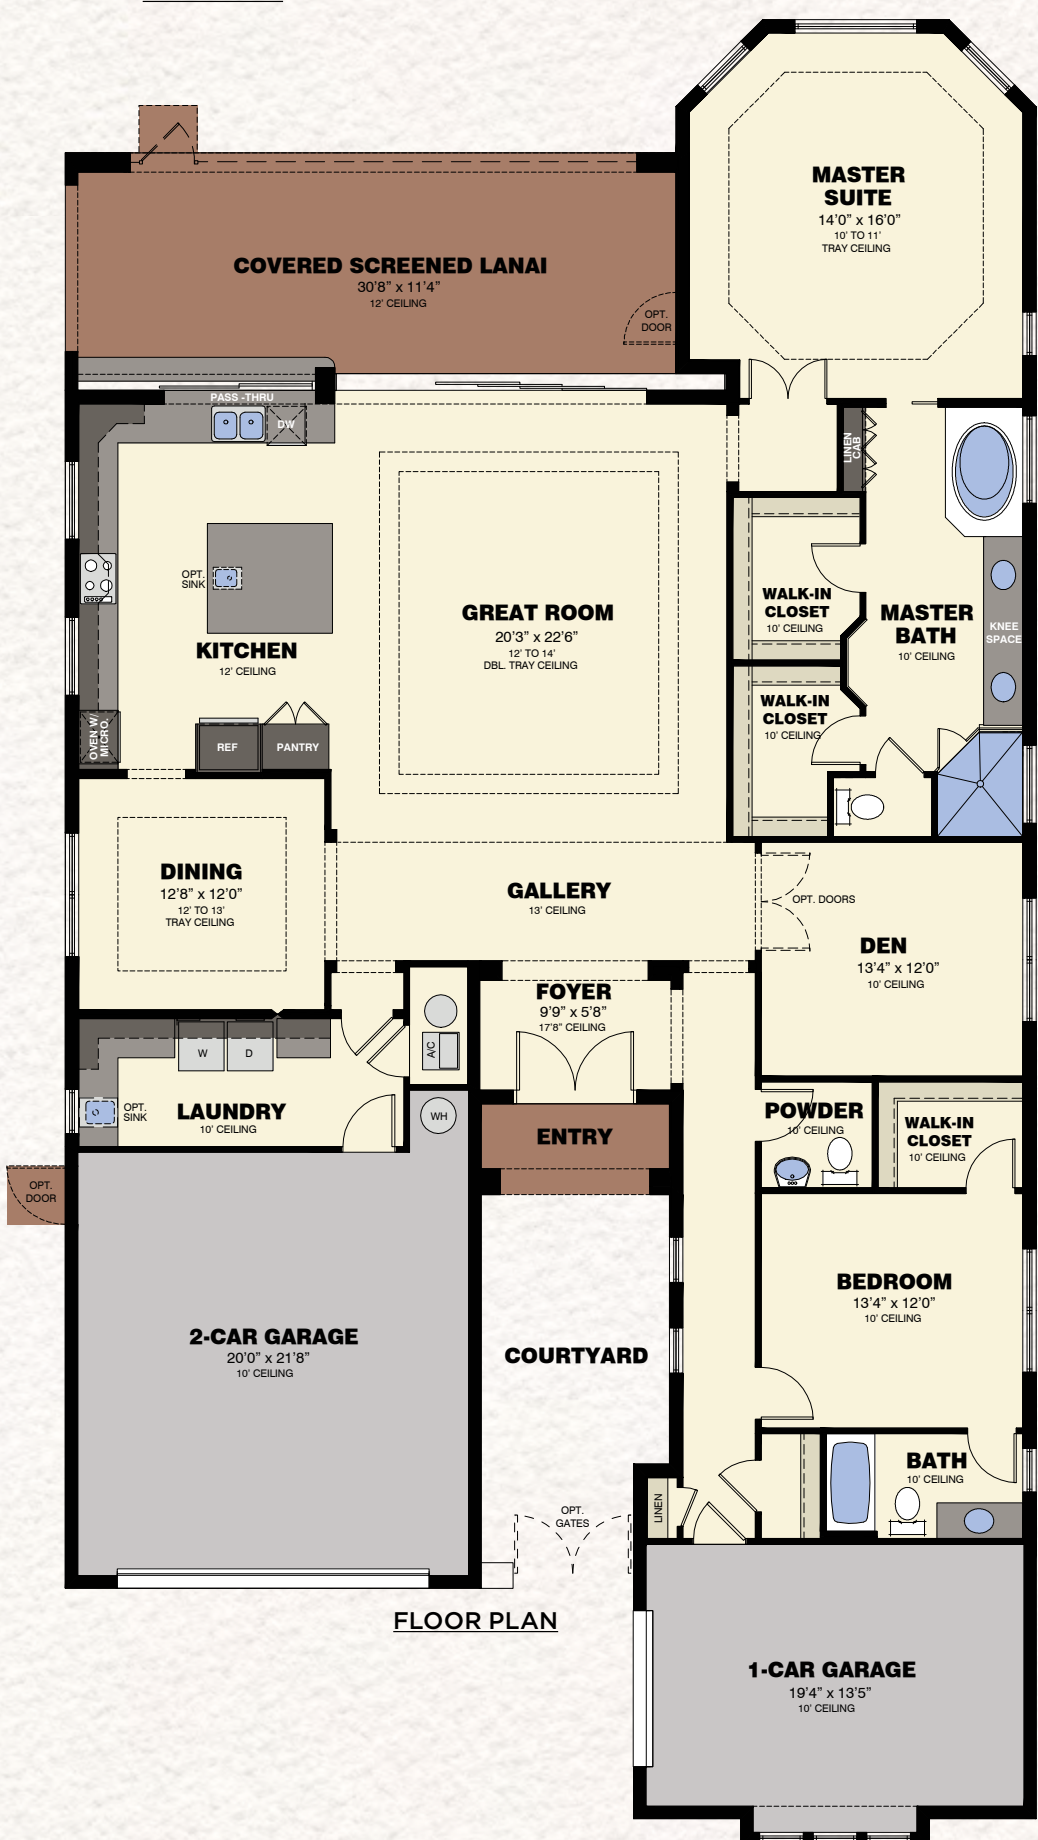 MASTER
SUITE
14'0" x 16'0"
10' TO 11'
TRAY CEILING
COVERED SCREENED LANAI
30'8" x 11'4"
12' CEILING
OPT.
DOOR
PASS -THRU
DW
LINEN
CAB
OPT.
SINK
KITCHEN
12' CEILING
GREAT ROOM
20'3" x 22'6"
12' TO 14'
DBL. TRAY CEILING
WALK-IN
CLOSET
10' CEILING
MASTER
BATH
10' CEILING
KNEE
SPACE
WALK-IN
CLOSET
10' CEILING
OVEN W/
MICRO.
REF
PANTRY
DINING
12'8" x 12'0"
12' TO 13'
TRAY CEILING
GALLERY
13' CEILING
OPT. DOORS
DEN
13'4" x 12'0"
10' CEILING
FOYER
9'9" x 5'8"
17'8" CEILING
A/C
W
D
OPT.
SINK
LAUNDRY
10' CEILING
WH
ENTRY
POWDER
10' CEILING
WALK-IN
CLOSET
10' CEILING
OPT.
DOOR
BEDROOM
13'4" x 12'0"
10' CEILING
2-CAR GARAGE
20'0" x 21'8"
10' CEILING
COURTYARD
BATH
10' CEILING
LINEN
OPT.
GATES
FLOOR PLAN
1-CAR GARAGE
19'4" x 13'5"
10' CEILING